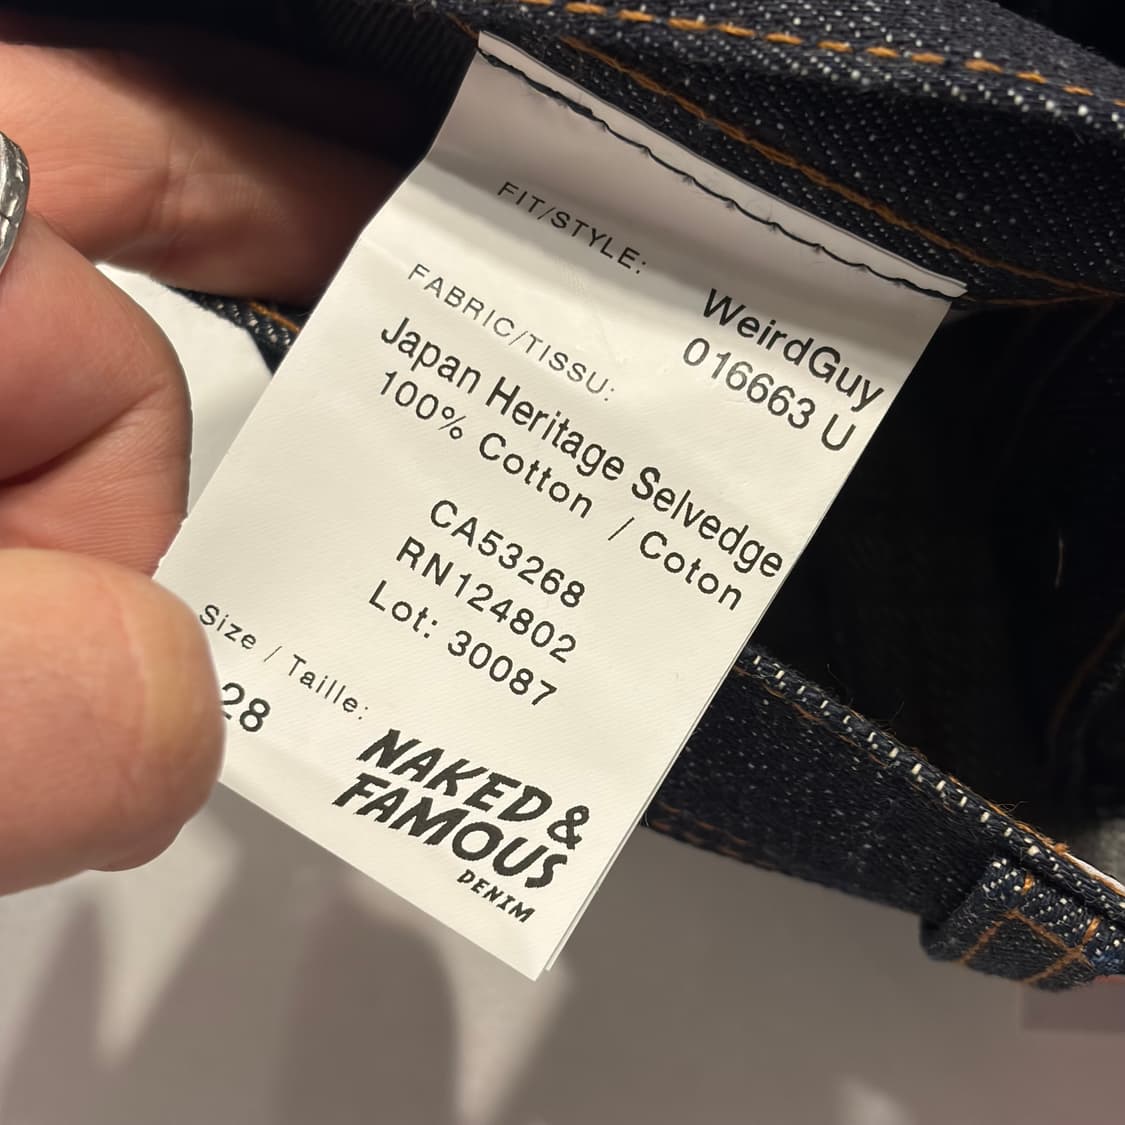 FIT/STYLE:
WeirdGuy
016663 U
FABRIC/TISSU:
Japan Heritage Selvedge
100% Cotton / Coton
CA53268
RN124802
Lot: 30087
Size / Taille:
28
NAKED &
FAMOUS
DENIM